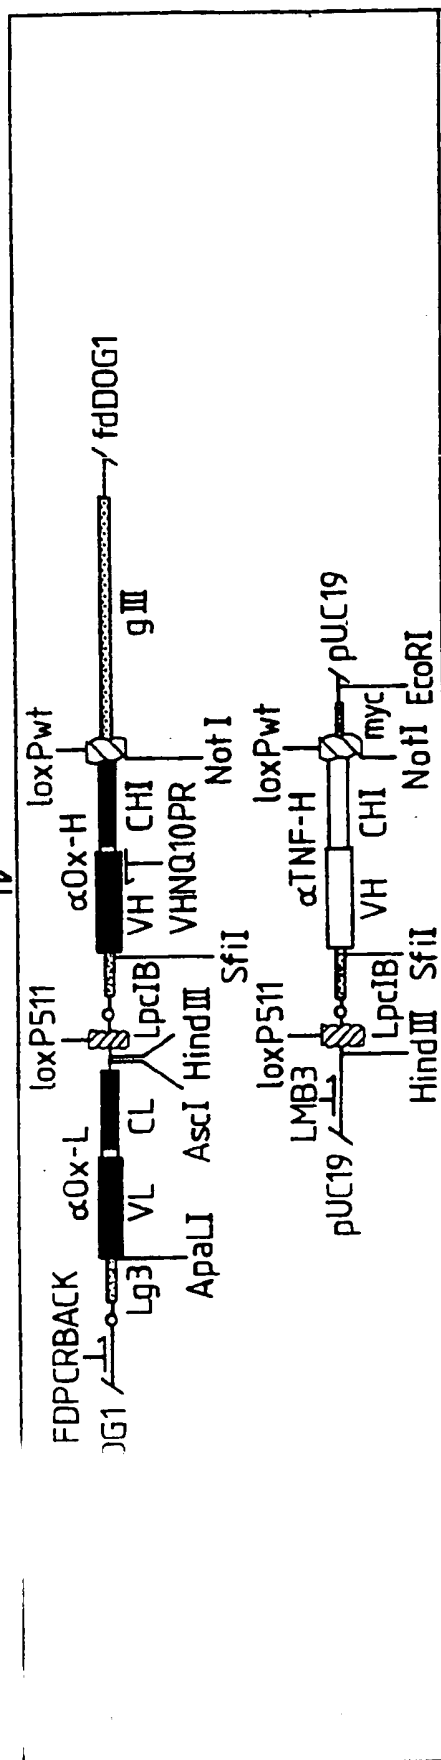 loxP511
loxPwt
FDPCRBACK
αOx-L
αOx-H
)G1
fdDOG1
Lg3
VL
CL
LpcIB
VH
CHI
gIII
VHNQ10PR
ApaLI
AscI
HindIII
SfiI
NotI
loxP511
loxPwt
LMB3
αTNF-H
pUC19
pUC19
LpcIB
VH
CHI
myc
HindIII
SfiI
NotI
EcoRI